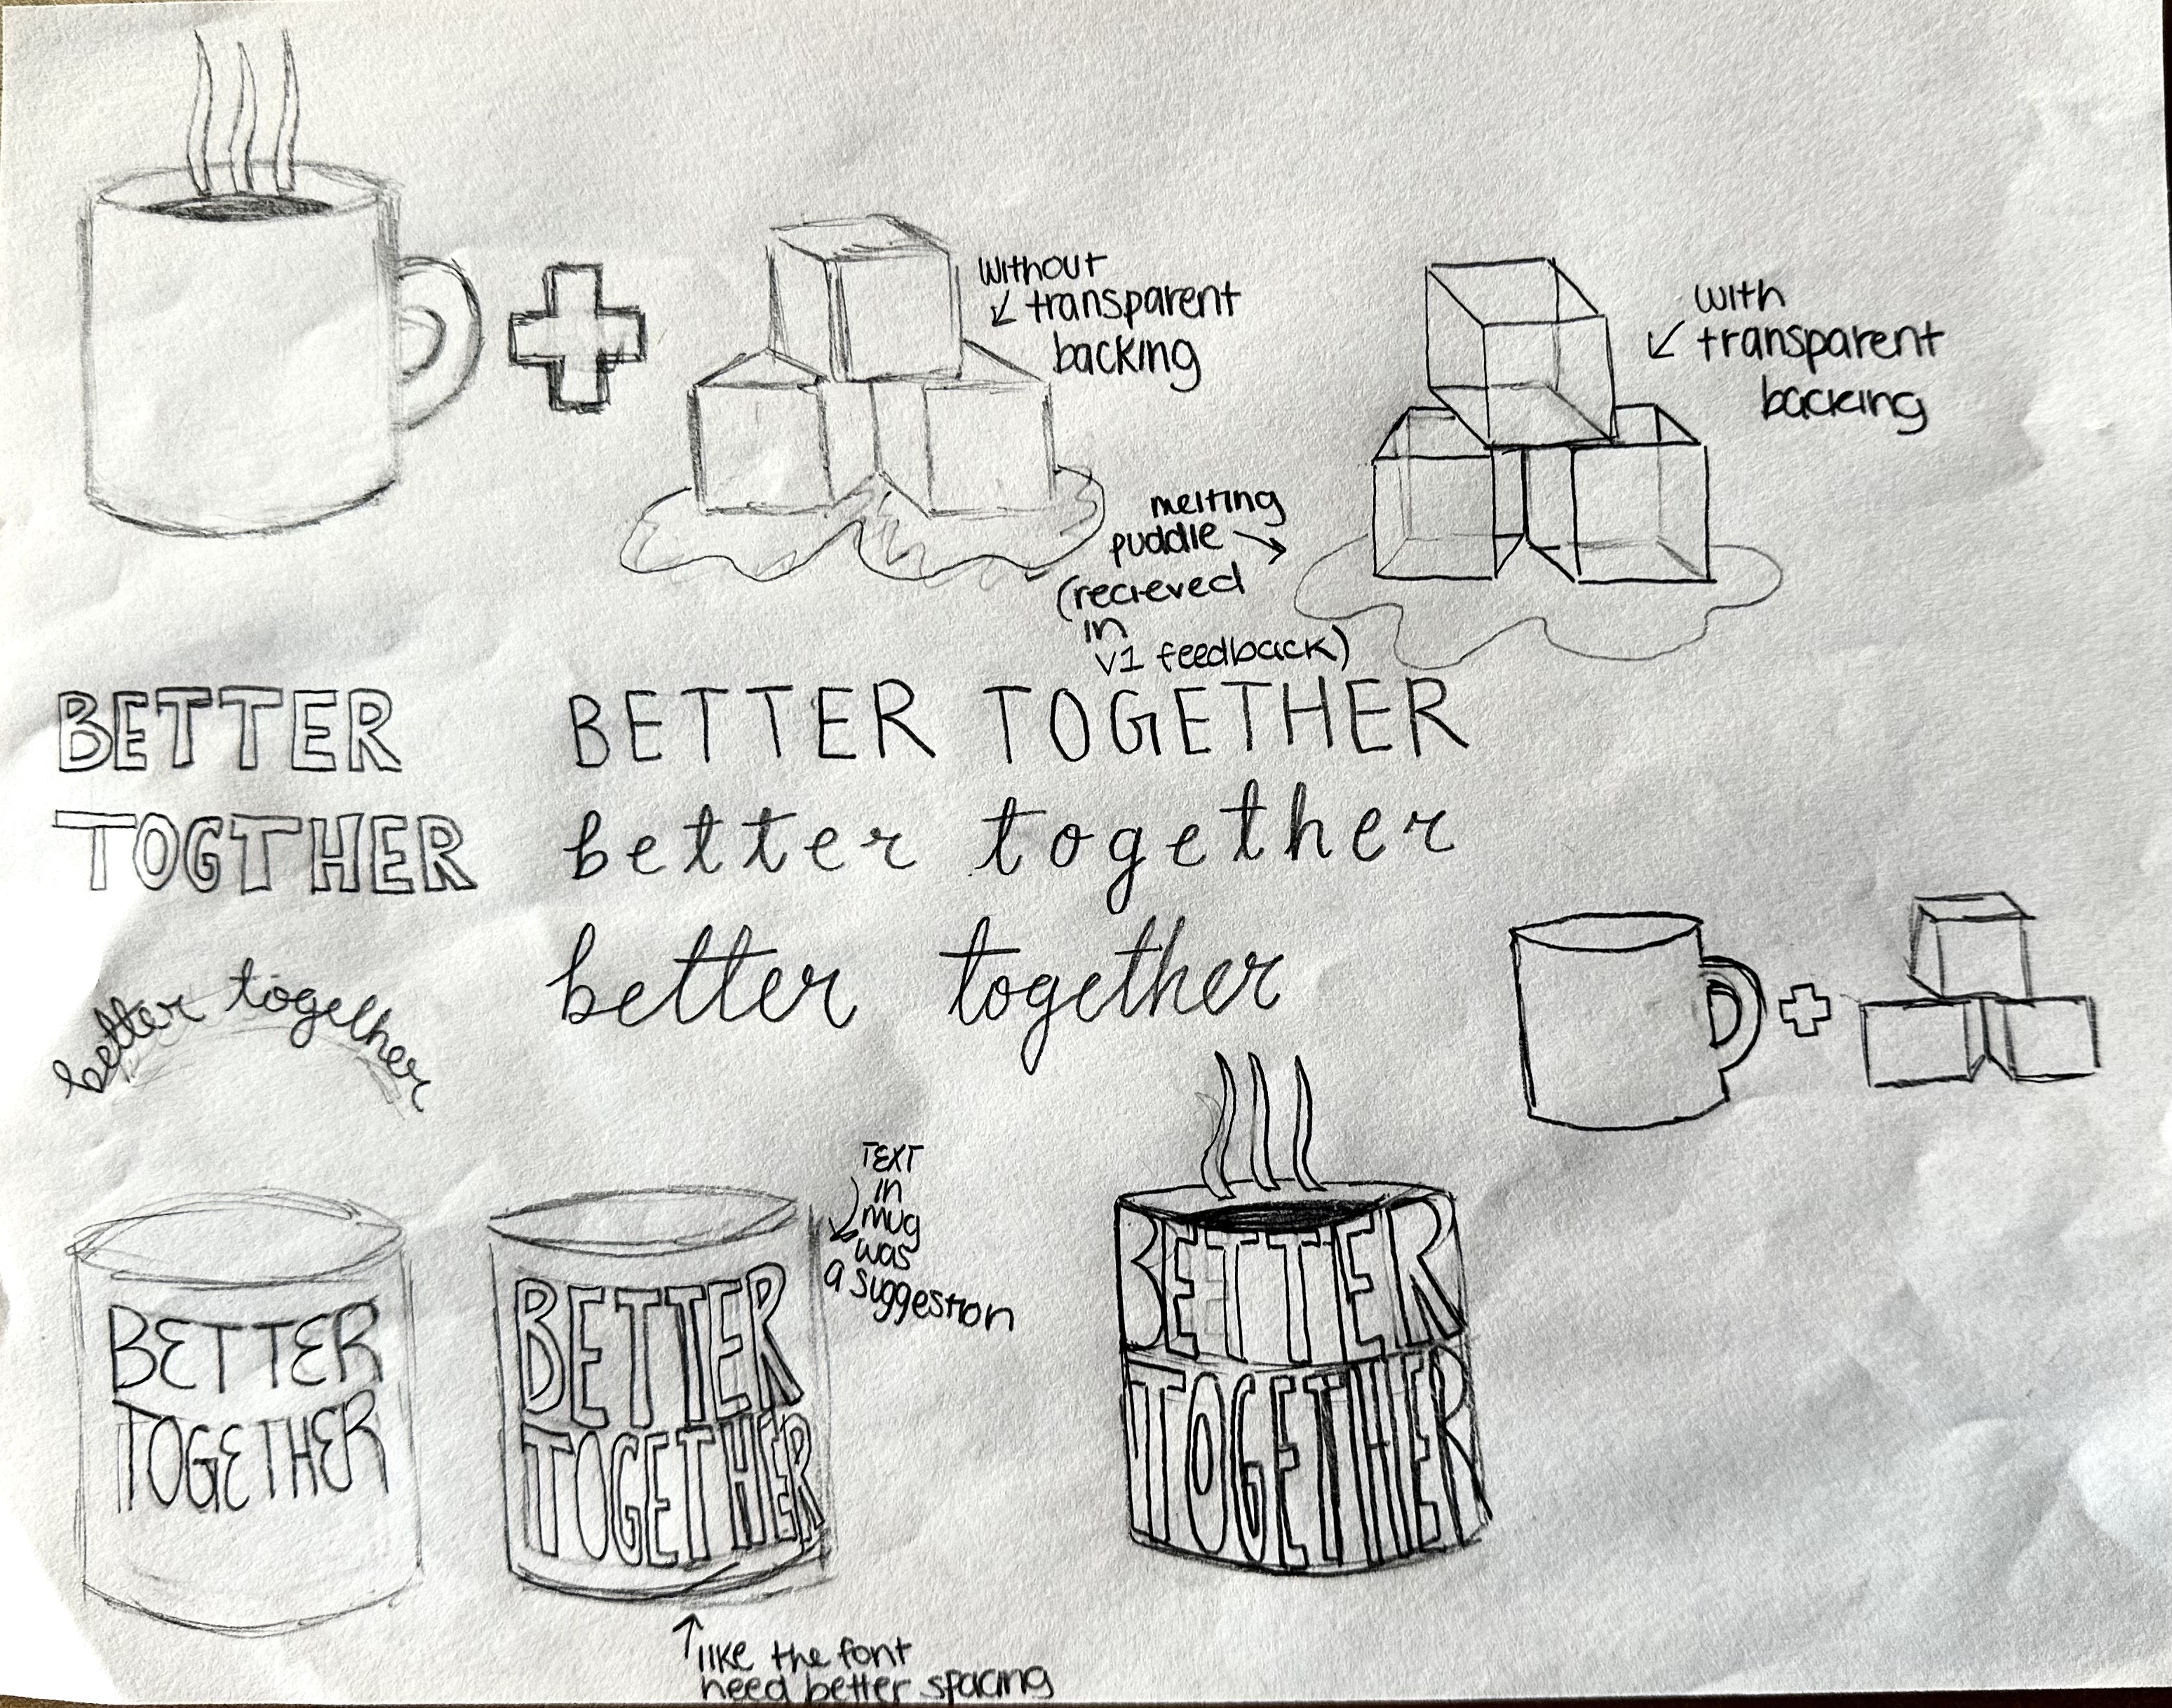 without
transparent
backing
with
transparent
backing
melting
puddle
(recieved
in
v1 feedback)
BETTER
TOGTHER
BETTER TOGETHER
better together
better together
better together
TEXT
in
mug
was
a suggestion
BETTER
TOGETHER
BETTER
TOGETHER
BETTER
TOGETHER
like the font
need better spacing